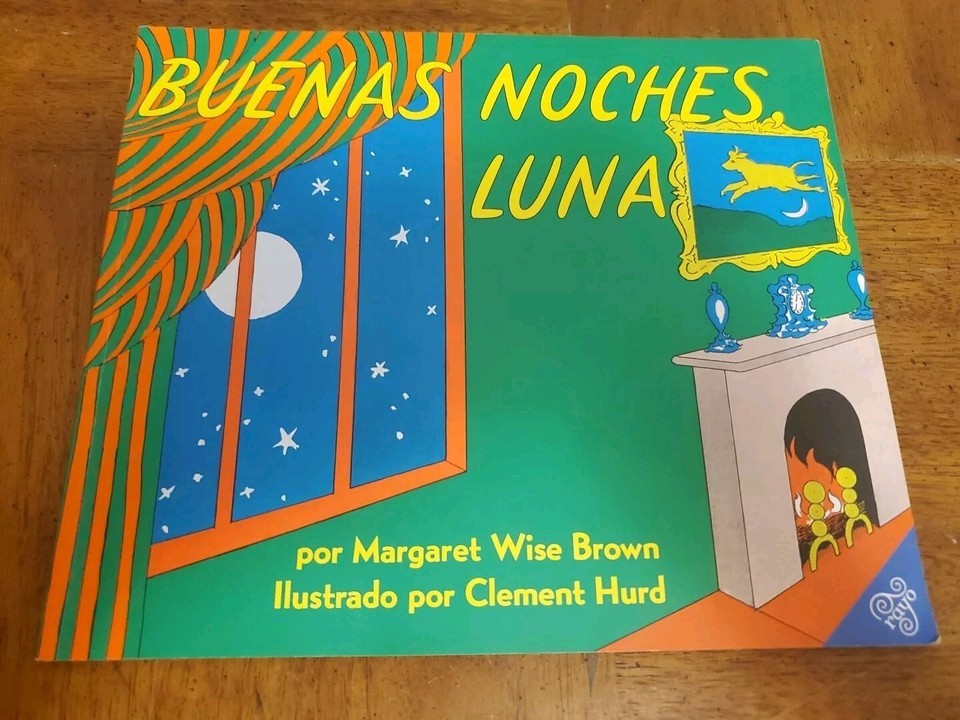 BUENAS NOCHES,
LUNA
por Margaret Wise Brown
Ilustrado por Clement Hurd
rayo